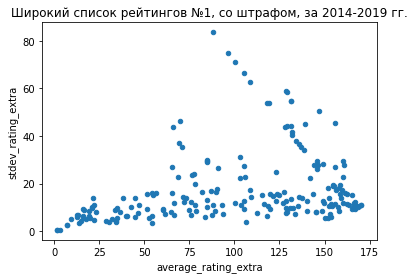 Широкий список рейтингов №1, со штрафом, за 2014-2019 гг.
80
60
40
20
0
stdev_rating_extra
0 25 50 75 100 125 150 175
average_rating_extra